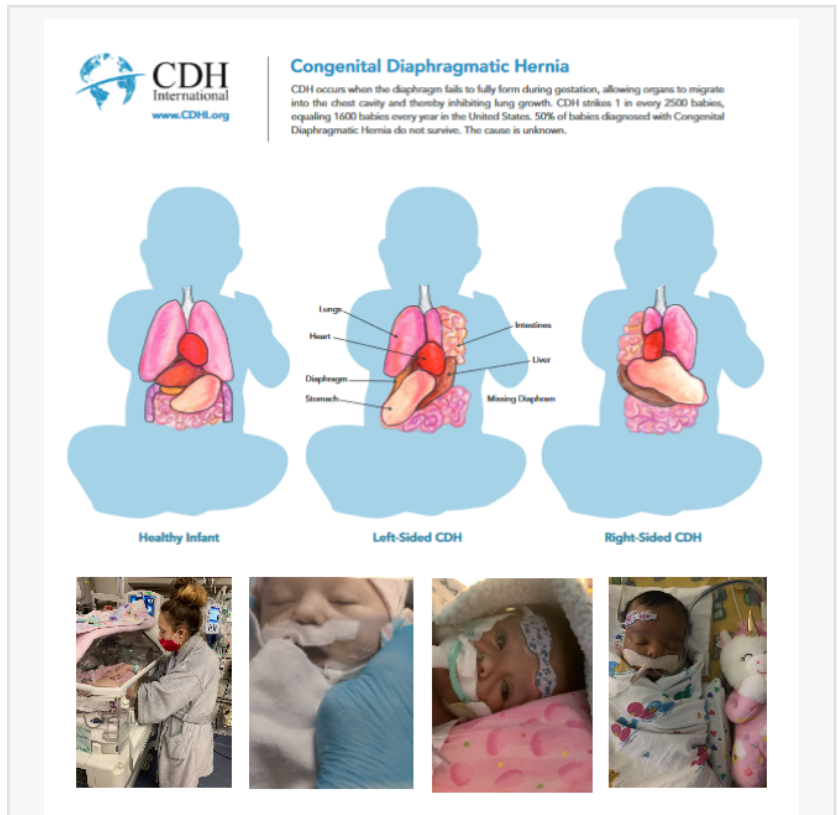 CDH
International
www.CDHI.org
Congenital Diaphragmatic Hernia
CDH occurs when the diaphragm fails to fully form during gestation, allowing organs to migrate
into the chest cavity and thereby inhibiting lung growth. CDH strikes 1 in every 2500 babies,
equaling 1600 babies every year in the United States. 50% of babies diagnosed with Congenital
Diaphragmatic Hernia do not survive. The cause is unknown.
Lungs
Heart
Diaphragm
Stomach
Intestines
Liver
Missing Diaphram
Healthy Infant
Left-Sided CDH
Right-Sided CDH